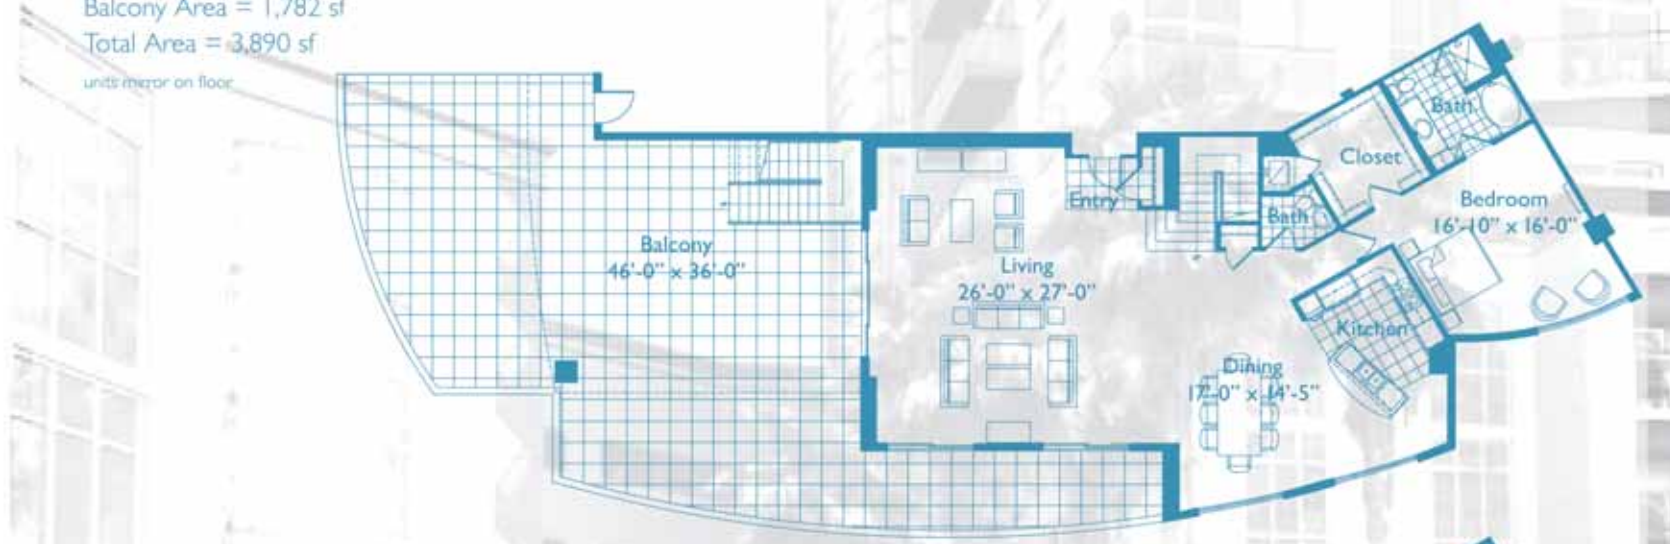 Balcony Area = 1,782 sf
Total Area = 3,890 sf
units mirror on floor
Bath
Closet
Bedroom
16'-10" x 16'-0"
Entry
Bath
Balcony
46'-0" x 36'-0"
Living
26'-0" x 27'-0"
Kitchen
Dining
17'-0" x 14'-5"